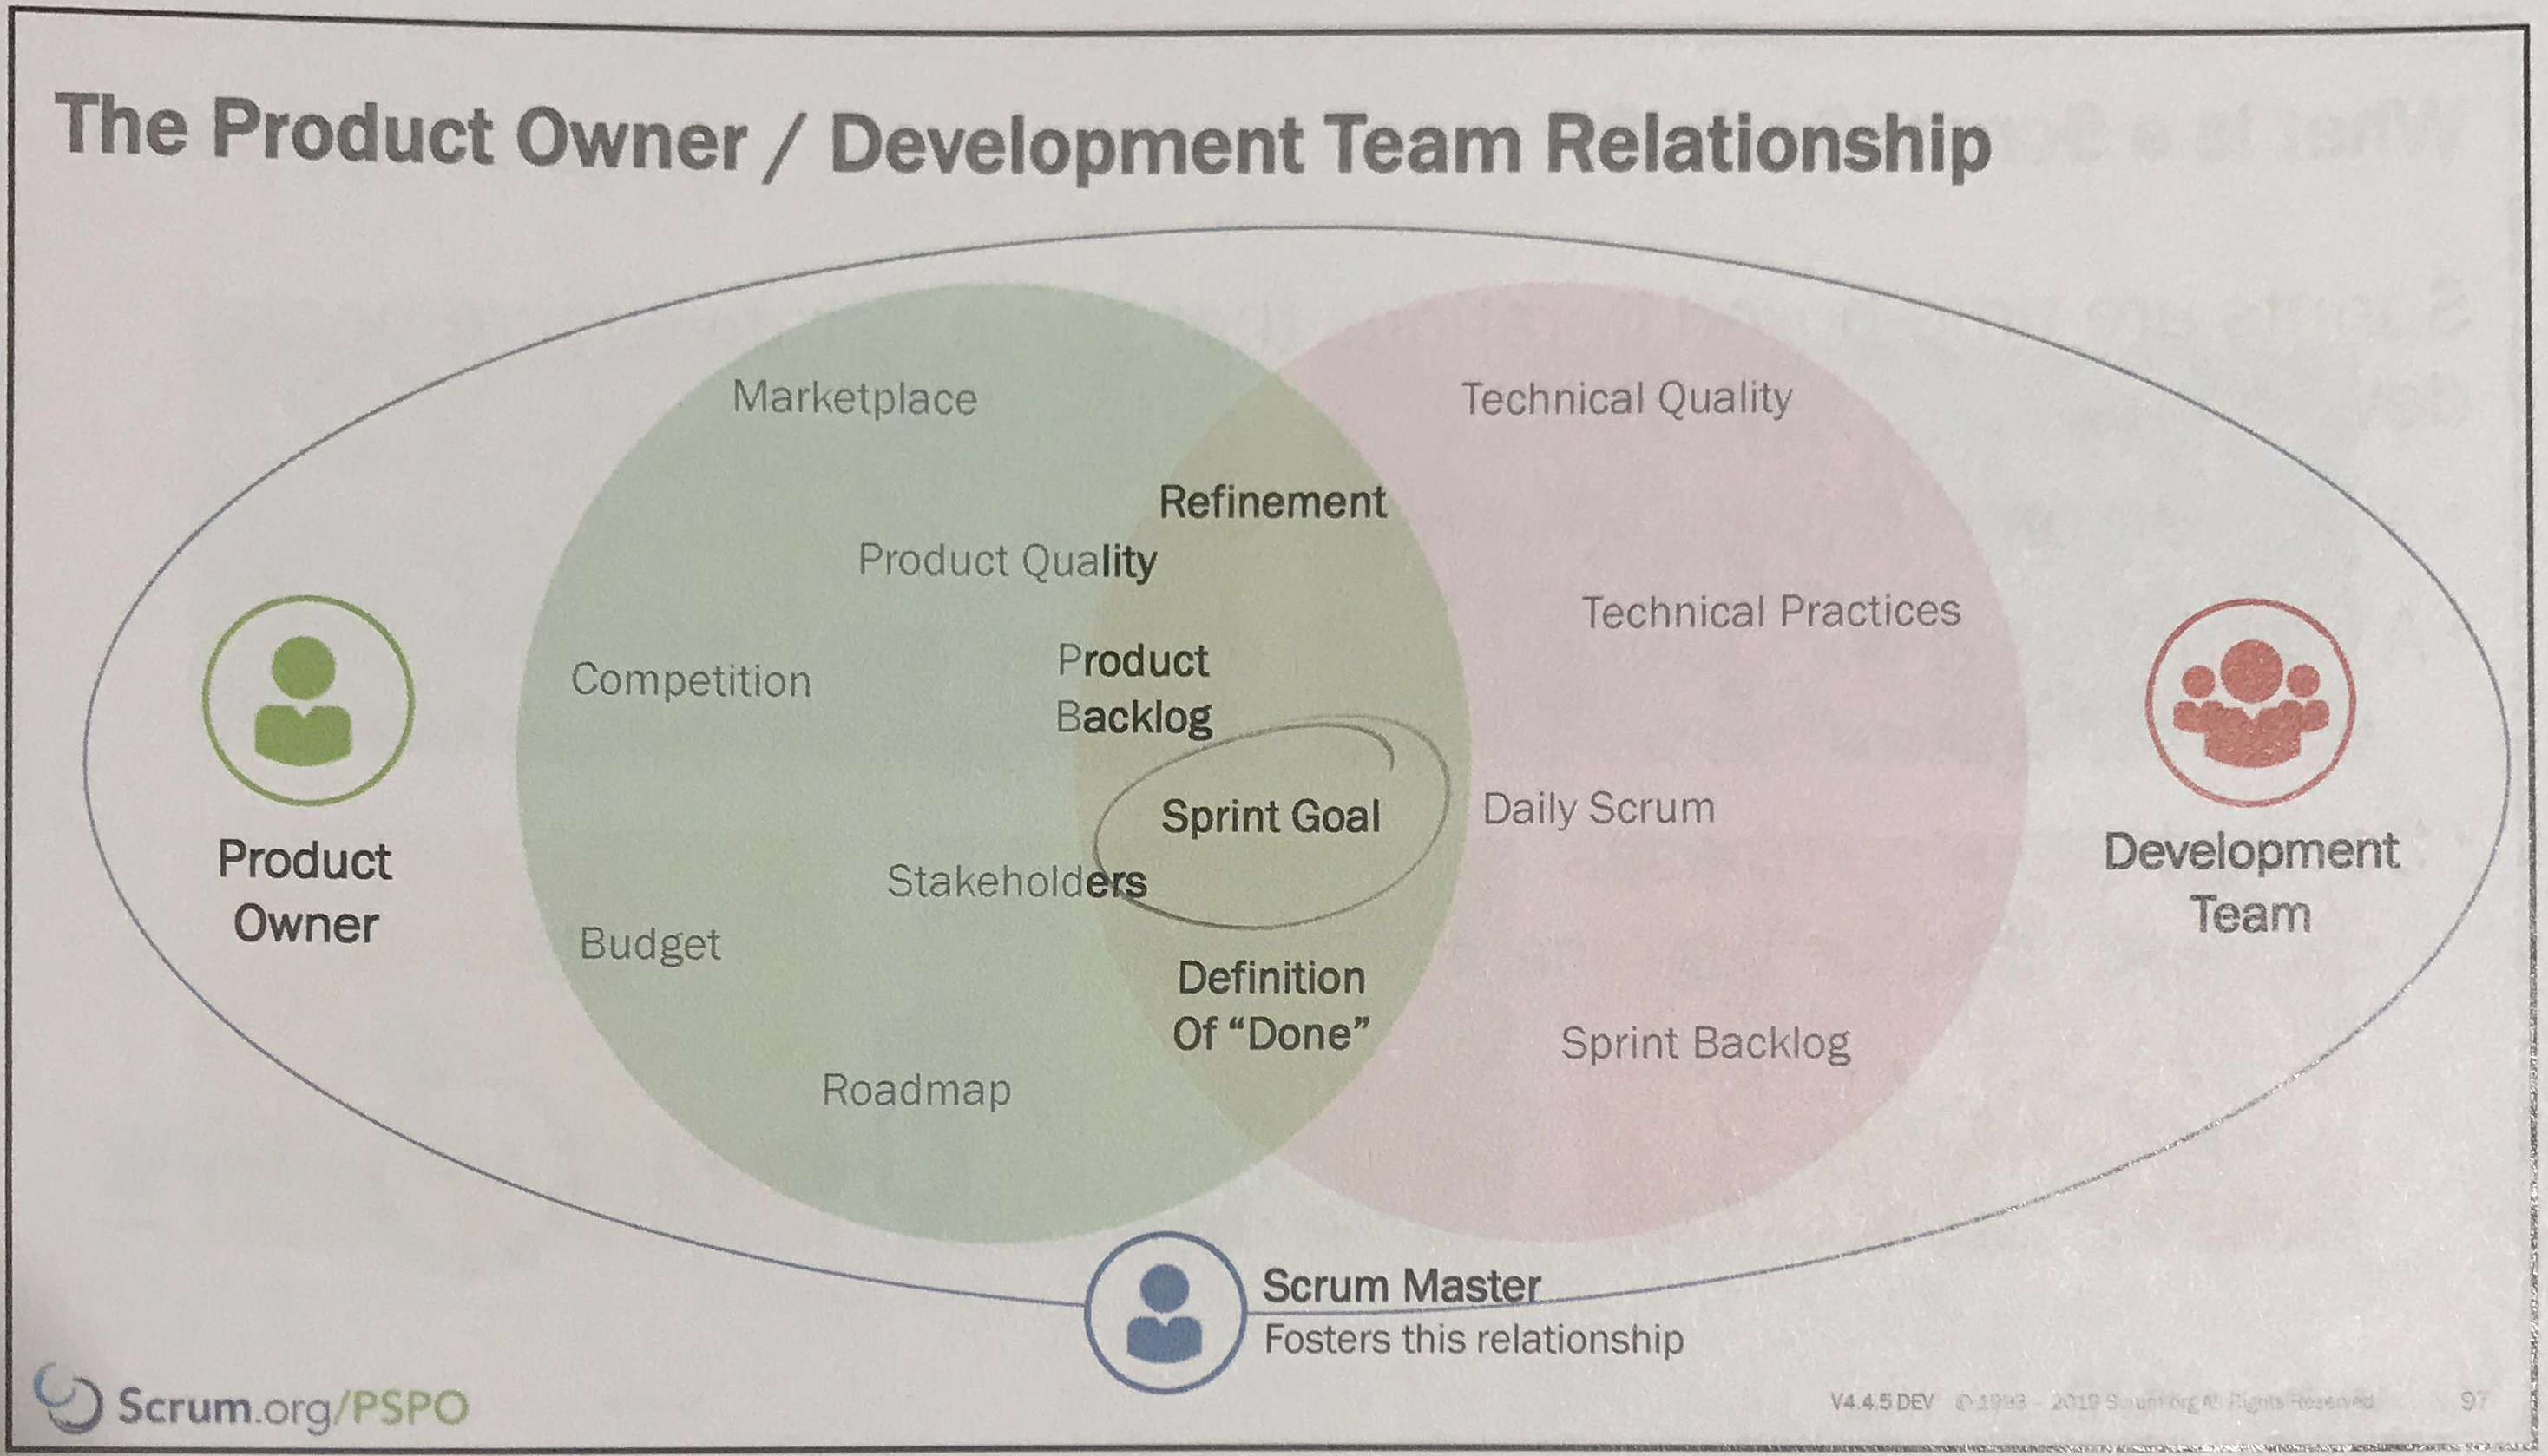 The Product Owner / Development Team Relationship
Marketplace
Technical Quality
Refinement
Product Quality
Technical Practices
Product
Backlog
Competition
Sprint Goal
Daily Scrum
Stakeholders
Product
Owner
Development
Team
Budget
Definition
Of “Done”
Sprint Backlog
Roadmap
Scrum Master
Fosters this relationship
Scrum.org/PSPO
V4.4.5 DEV © 1993 - 2019 Scrum.org All Rights Reserved
97